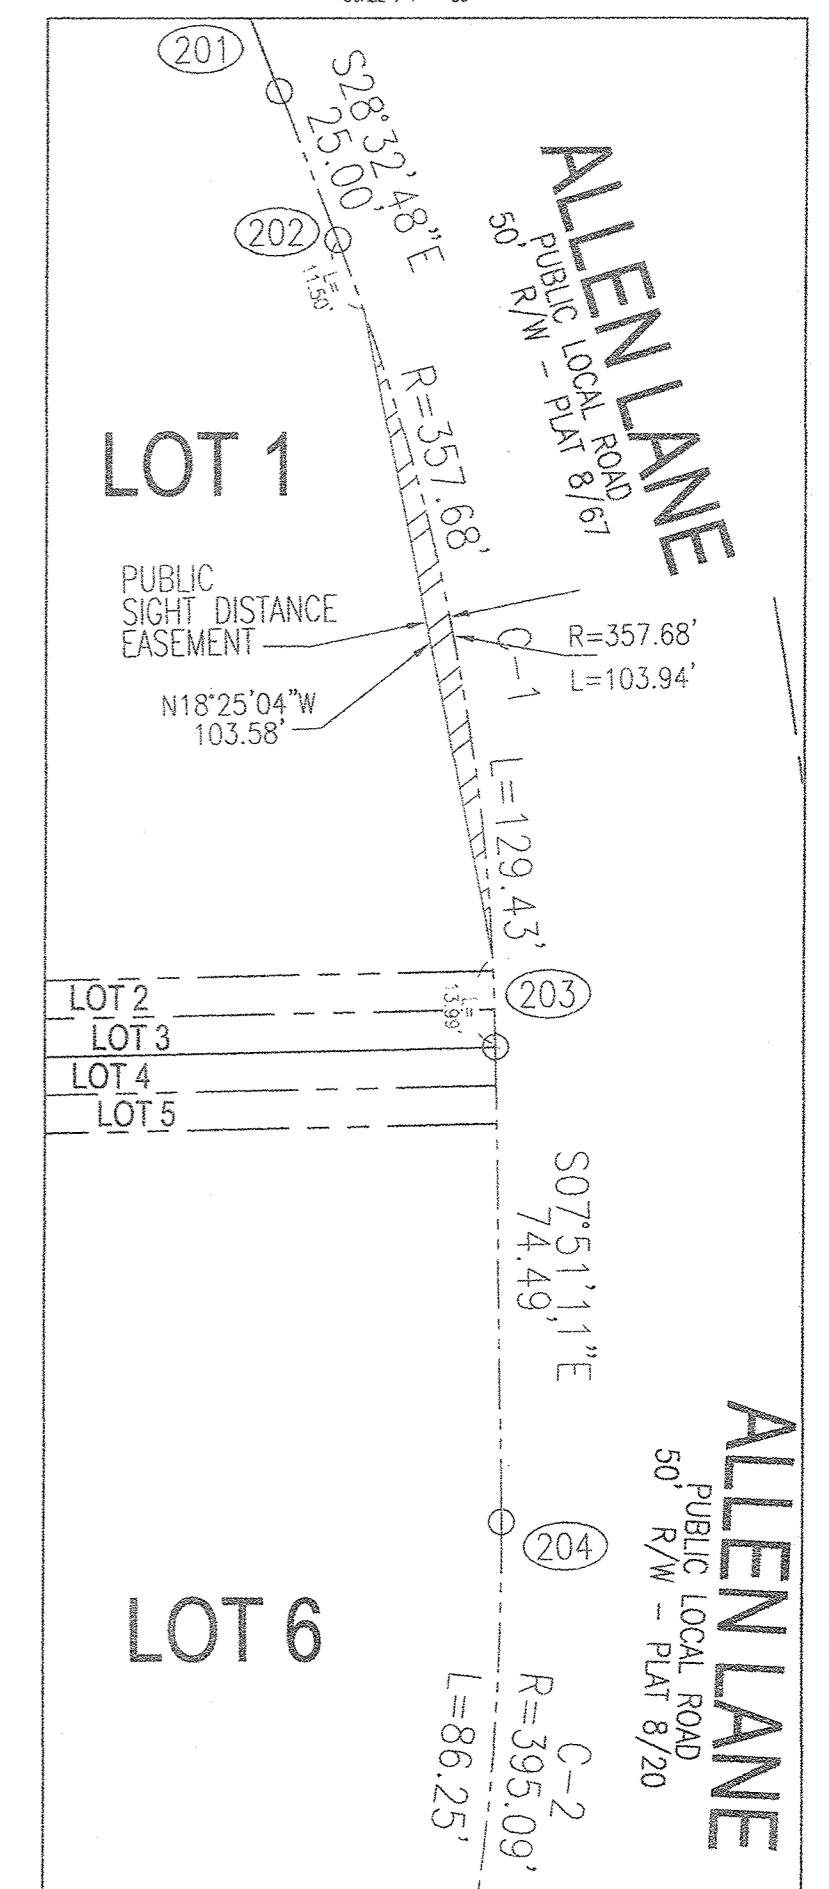 201
S28°32'48"E
25.00'
202
L=
11.50'
ALLEN LANE
PUBLIC LOCAL ROAD
50' R/W - PLAT 8/67
R=357.68'
LOT 1
PUBLIC
SIGHT DISTANCE
EASEMENT
C-1
R=357.68'
L=103.94'
N18°25'04"W
103.58'
L=129.43'
203
L=
13.99'
LOT 2
LOT 3
LOT 4
LOT 5
S07°51'11"E
74.49'
204
ALLEN LANE
PUBLIC LOCAL ROAD
50' R/W - PLAT 8/20
LOT 6
C-2
R=395.09'
L=86.25'